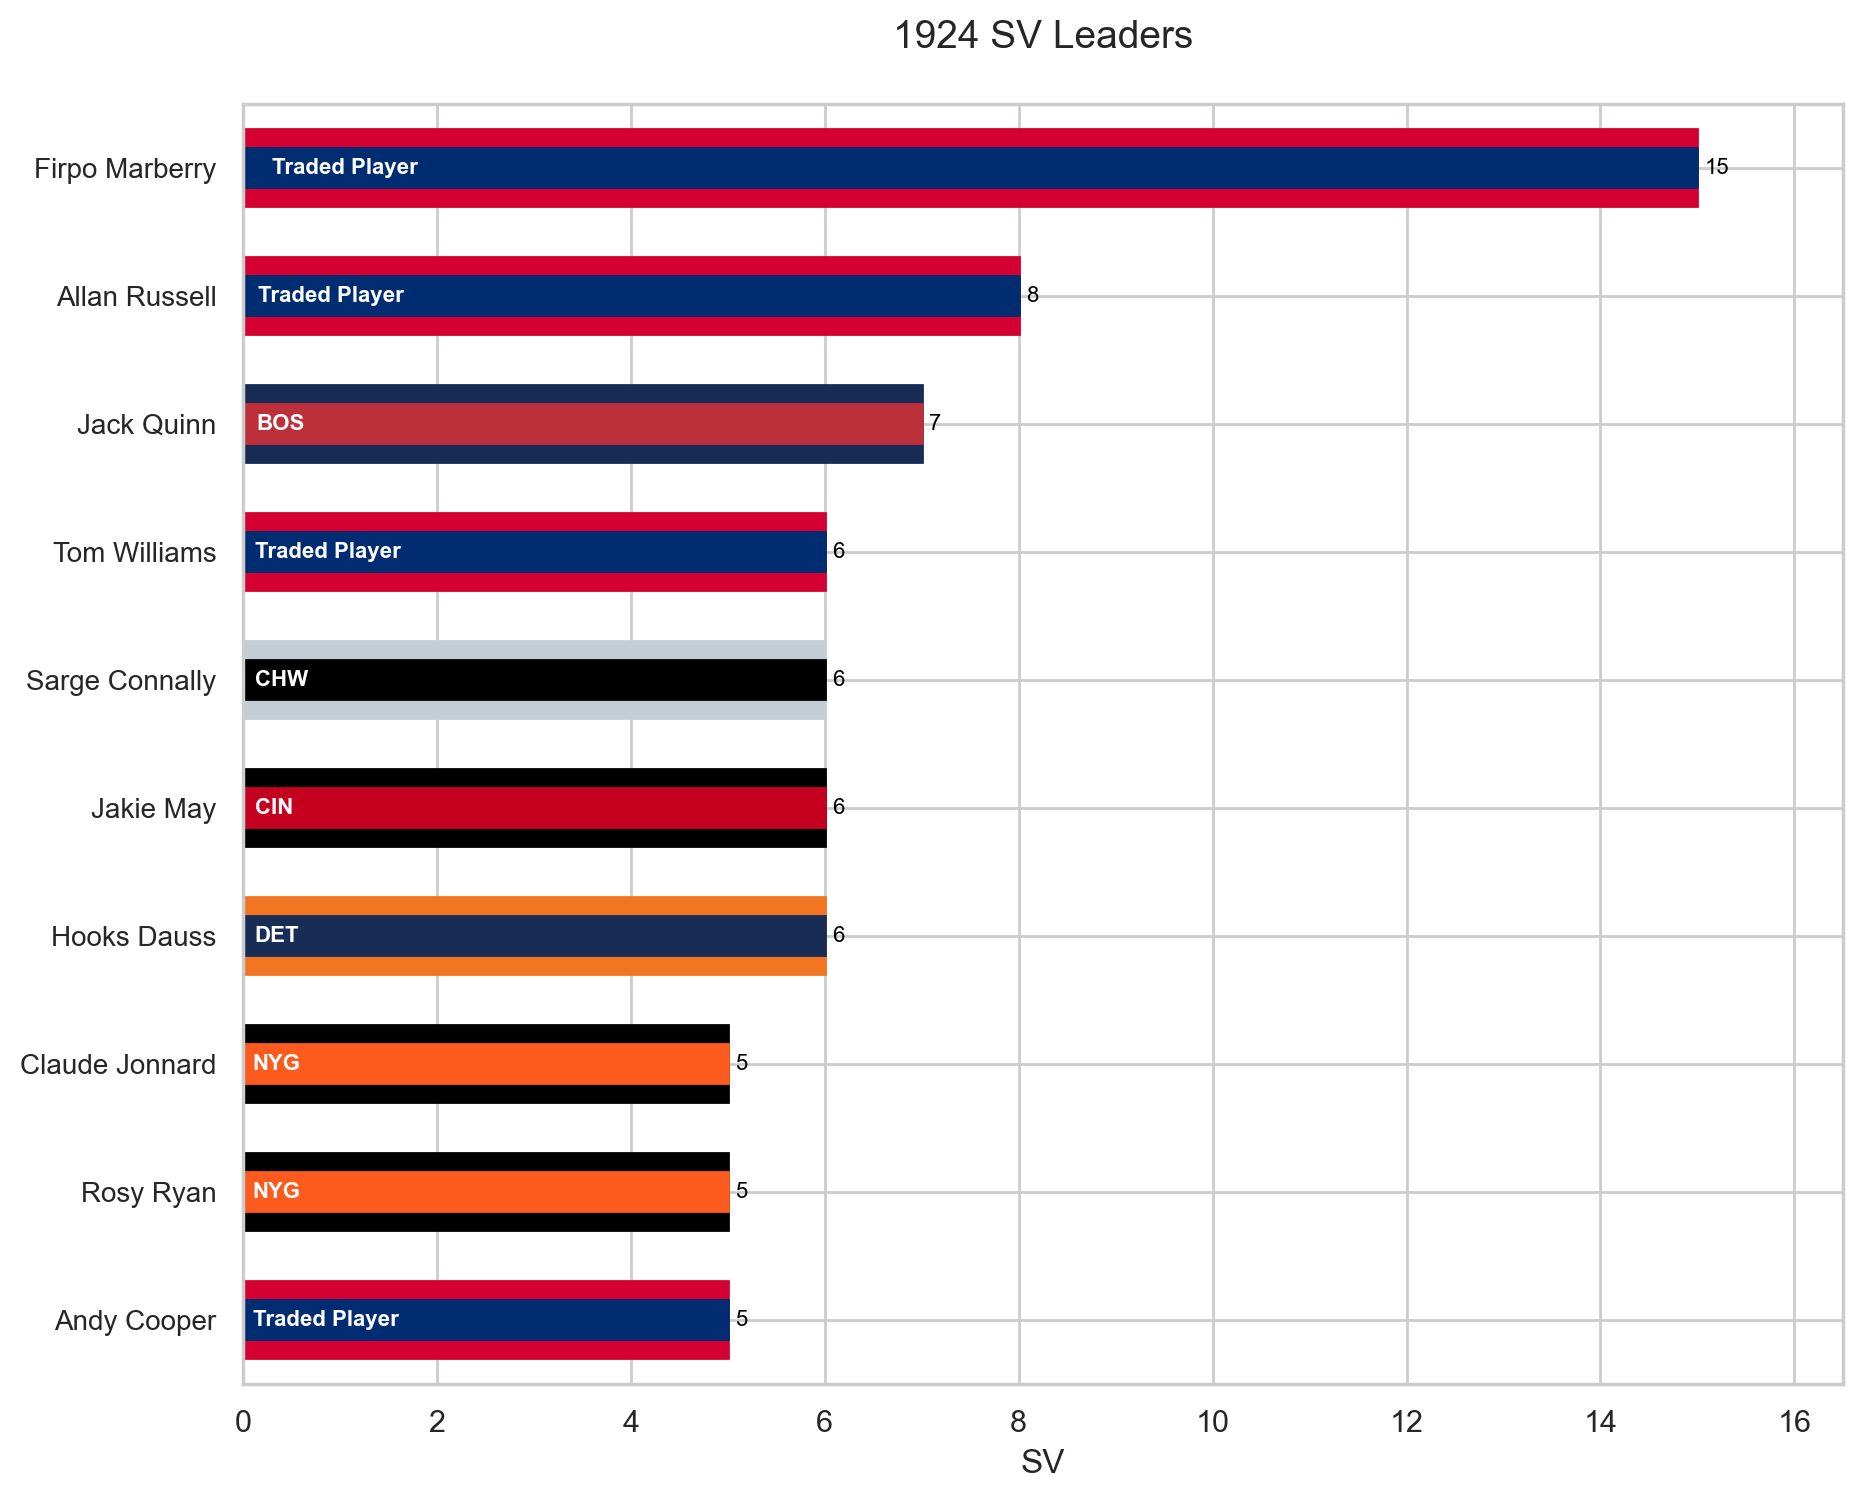 1924 SV Leaders
Firpo Marberry Traded Player 15
Allan Russell Traded Player 8
Jack Quinn BOS 7
Tom Williams Traded Player 6
Sarge Connally CHW 6
Jakie May CIN 6
Hooks Dauss DET 6
Claude Jonnard NYG 5
Rosy Ryan NYG 5
Andy Cooper Traded Player 5
0 2 4 6 8 10 12 14 16
SV